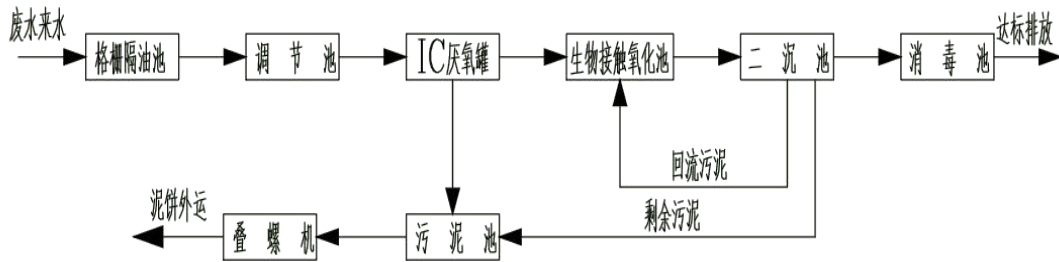 废水来水
格栅隔油池
调节池
IC厌氧罐
生物接触氧化池
二沉池
消毒池
达标排放
回流污泥
剩余污泥
泥饼外运
叠螺机
污泥池